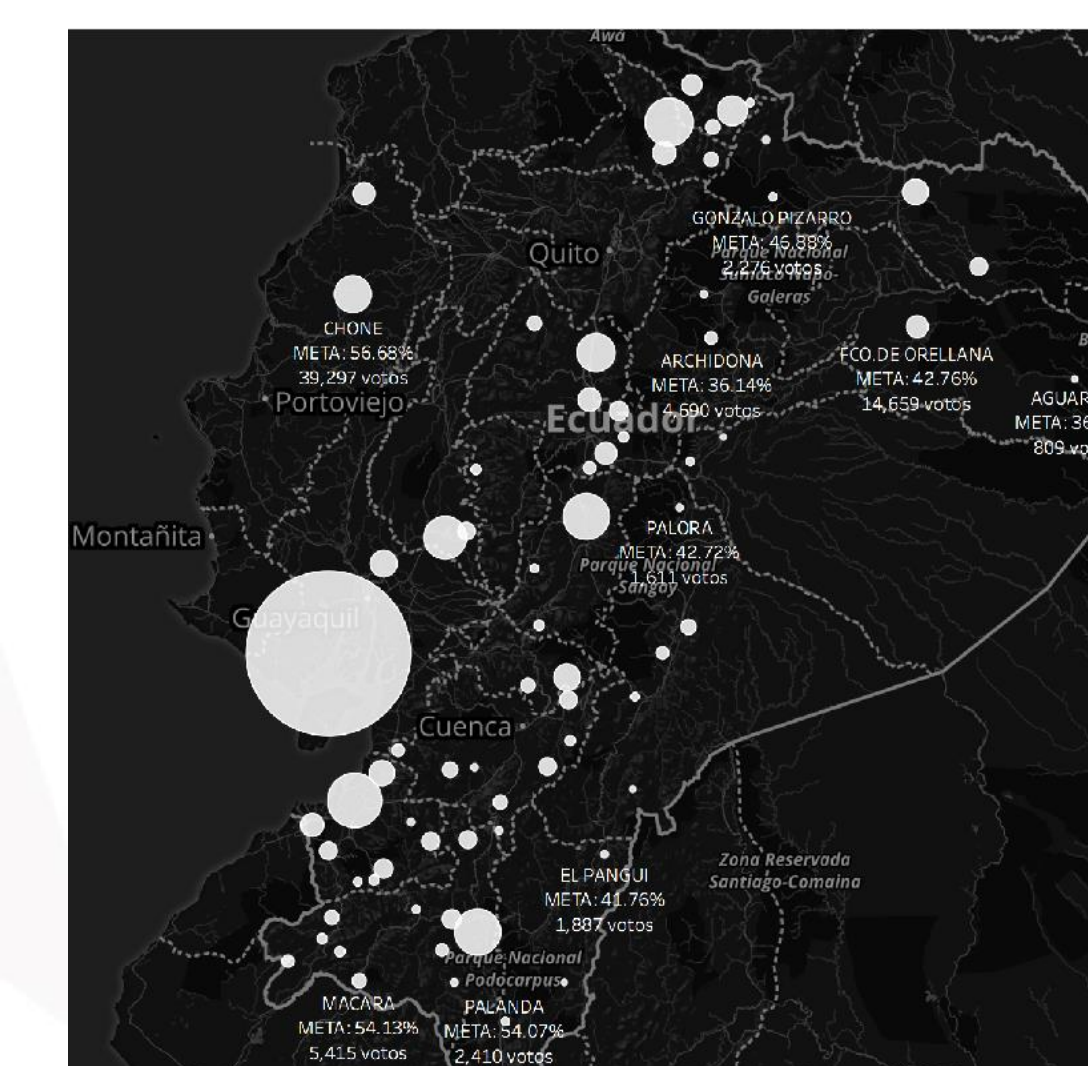 Awá
GONZALO PIZARRO
META: 46.88%
2,276 votos
Parque Nacional
Sumaco Napo-
Galeras
Quito
CHONE
META: 56.68%
39,297 votos
Portoviejo
ARCHIDONA
META: 36.14%
4,690 votos
FCO.DE ORELLANA
META: 42.76%
14,659 votos
AGUAR
META: 36
809 vo
Ecuador
Montañita
PALORA
META: 42.72%
1,611 votos
Parque Nacional
Sangay
Guayaquil
Cuenca
EL PANGUI
META: 41.76%
1,887 votos
Zona Reservada
Santiago-Comaina
Parque Nacional
Podocarpus
MACARA
META: 54.13%
5,415 votos
PALANDA
META: 54.07%
2,410 votos